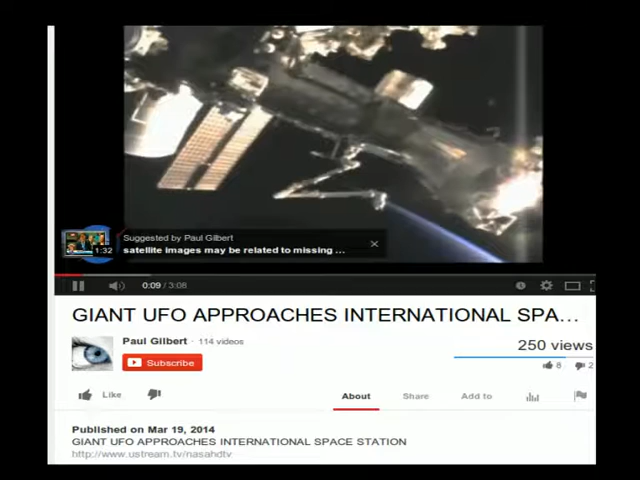 Suggested by Paul Gilbert
1:32
satellite images may be related to missing ...
0:09 / 3:08
GIANT UFO APPROACHES INTERNATIONAL SPA...
Paul Gilbert · 114 videos
250 views
Subscribe
8 2
Like
About Share Add to
Published on Mar 19, 2014
GIANT UFO APPROACHES INTERNATIONAL SPACE STATION
http://www.ustream.tv/nasahdtv